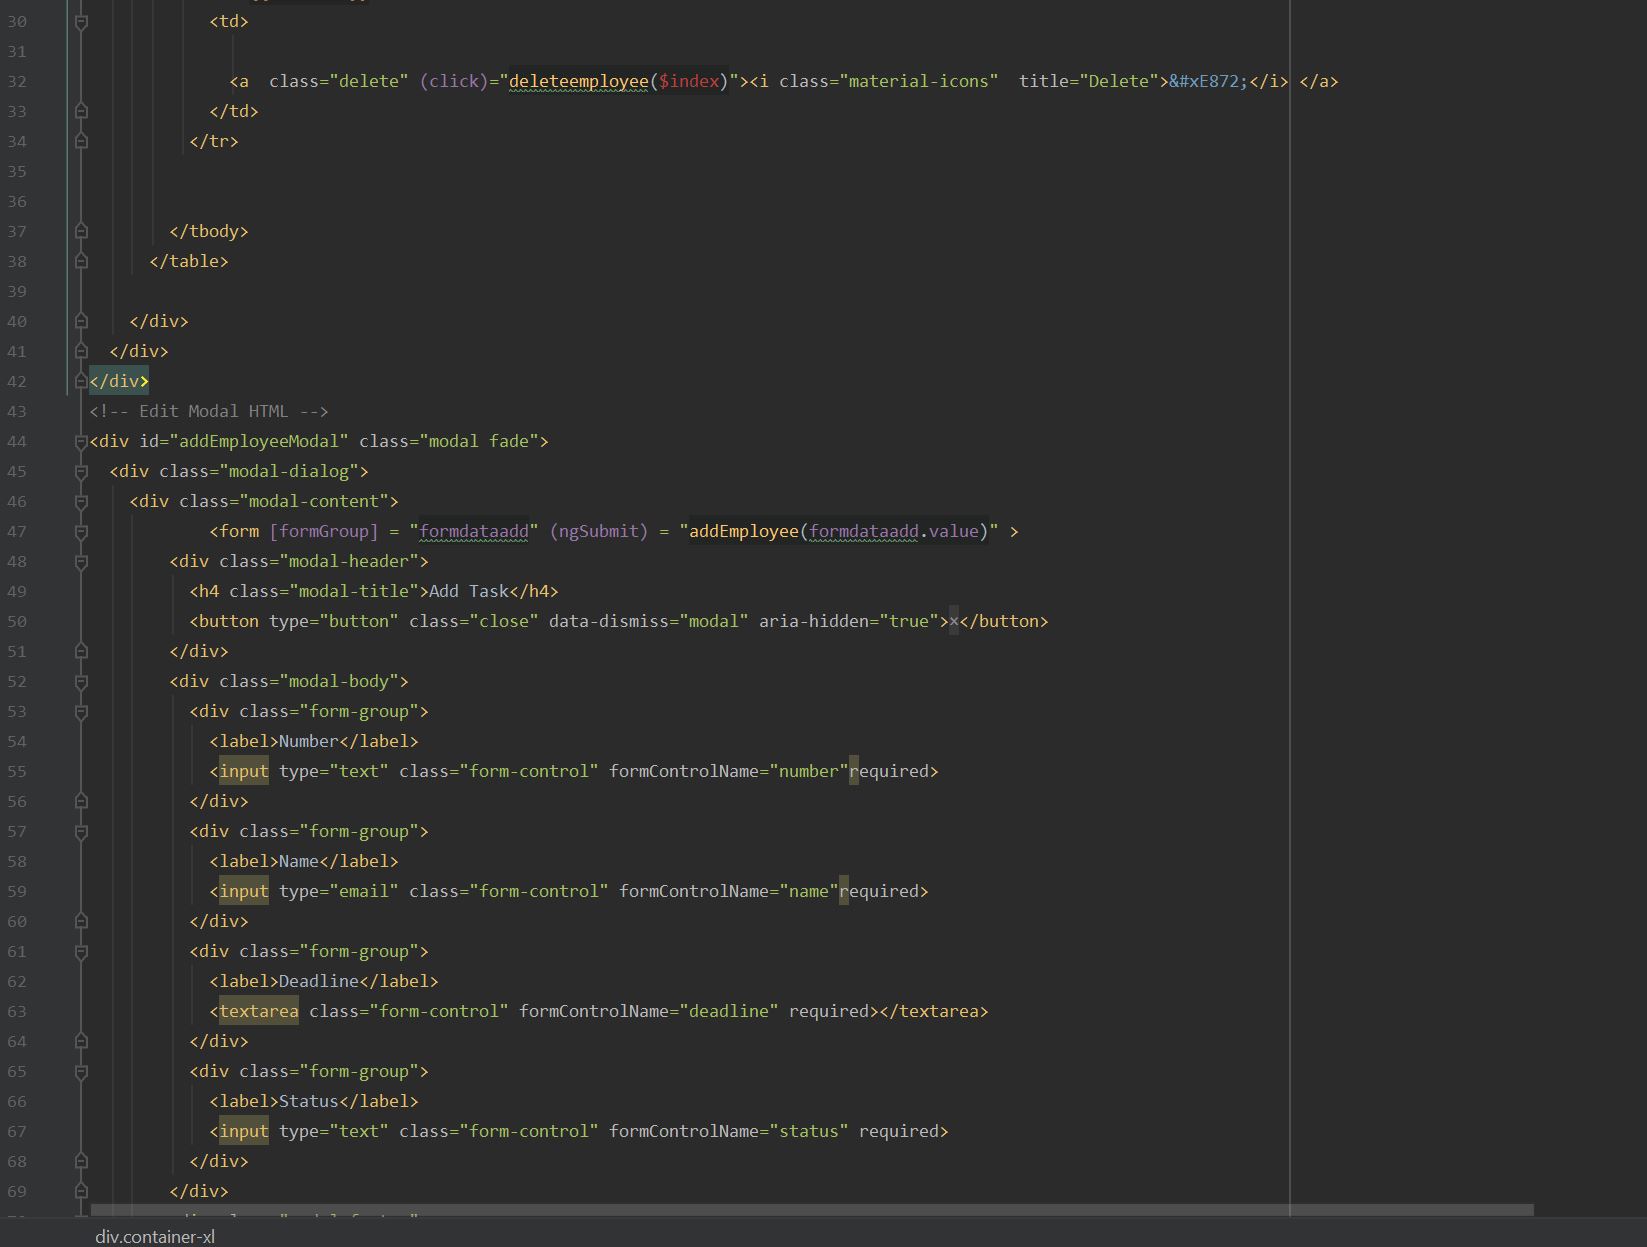 30 <td>
31
32 <a  class="delete" (click)="deleteemployee($index)"><i class="material-icons"  title="Delete">&#xE872;</i> </a>
33 </td>
34 </tr>
35
36
37 </tbody>
38 </table>
39
40 </div>
41 </div>
42 </div>
43 <!-- Edit Modal HTML -->
44 <div id="addEmployeeModal" class="modal fade">
45 <div class="modal-dialog">
46 <div class="modal-content">
47 <form [formGroup] = "formdataadd" (ngSubmit) = "addEmployee(formdataadd.value)" >
48 <div class="modal-header">
49 <h4 class="modal-title">Add Task</h4>
50 <button type="button" class="close" data-dismiss="modal" aria-hidden="true">×</button>
51 </div>
52 <div class="modal-body">
53 <div class="form-group">
54 <label>Number</label>
55 <input type="text" class="form-control" formControlName="number"required>
56 </div>
57 <div class="form-group">
58 <label>Name</label>
59 <input type="email" class="form-control" formControlName="name"required>
60 </div>
61 <div class="form-group">
62 <label>Deadline</label>
63 <textarea class="form-control" formControlName="deadline" required></textarea>
64 </div>
65 <div class="form-group">
66 <label>Status</label>
67 <input type="text" class="form-control" formControlName="status" required>
68 </div>
69 </div>
div.container-xl